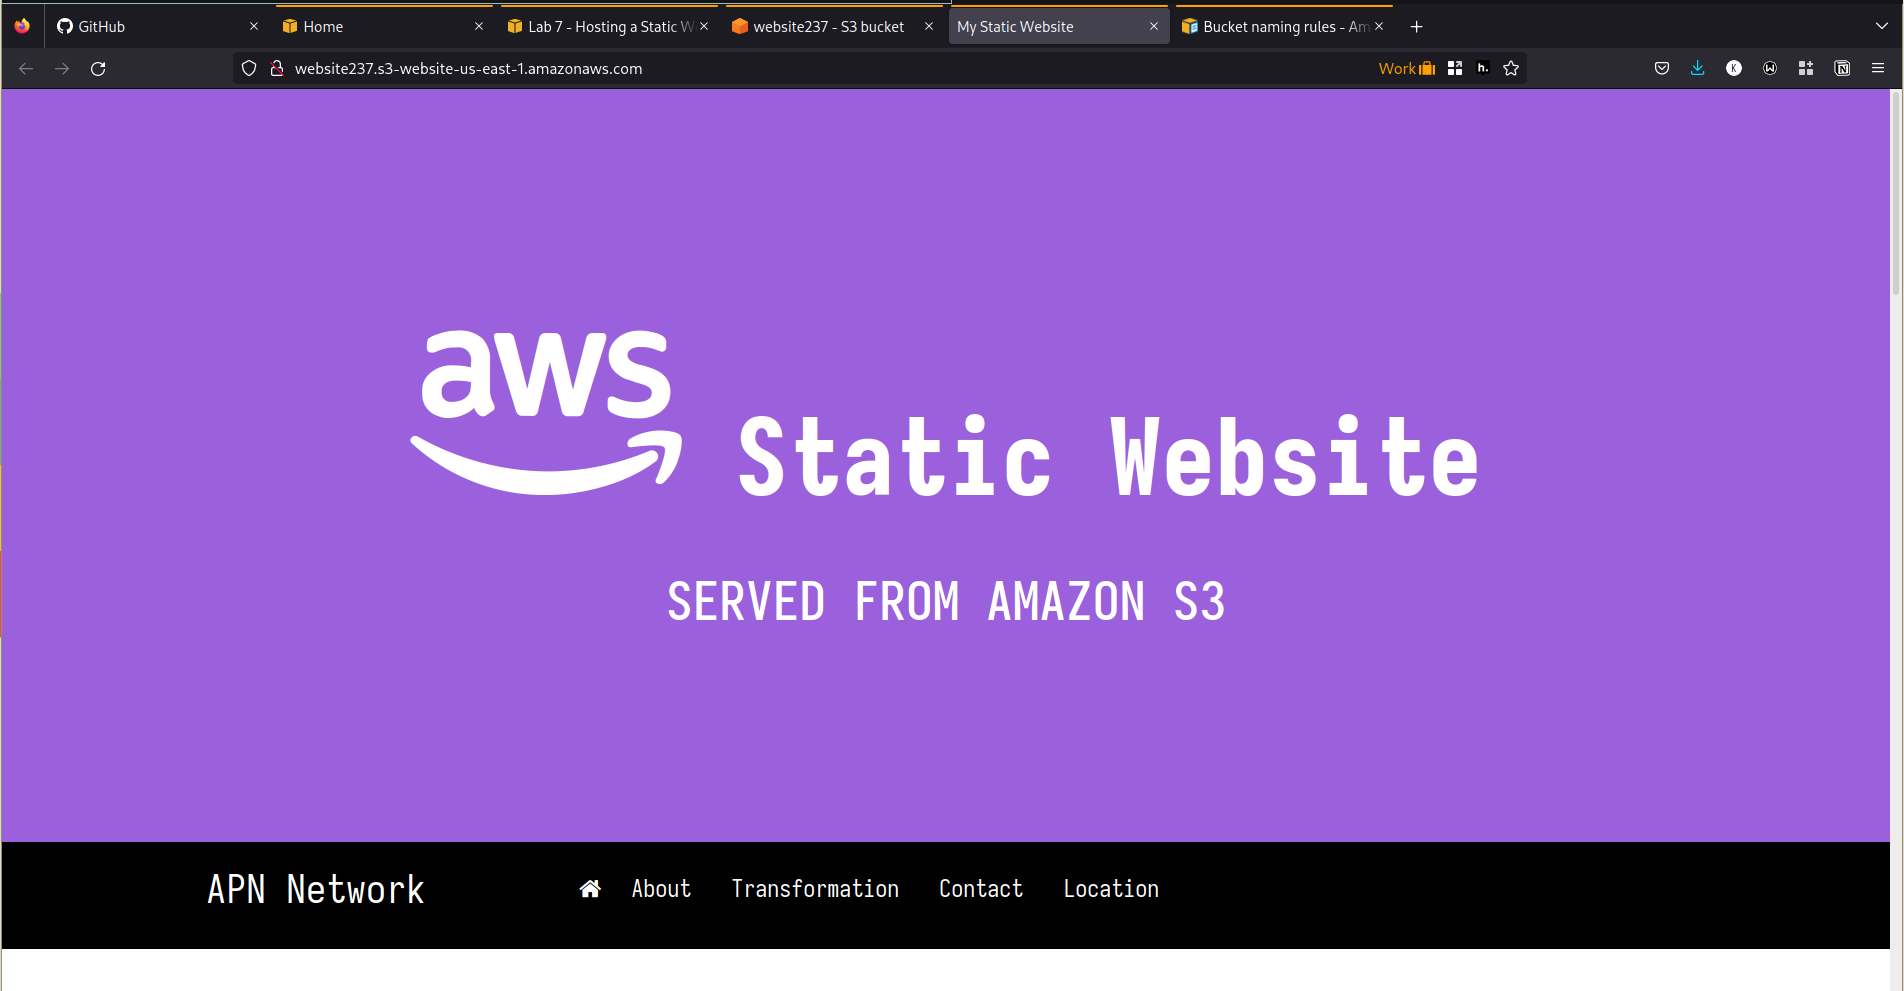 GitHub
Home
Lab 7 - Hosting a Static W
website237 - S3 bucket
My Static Website
Bucket naming rules - Am
website237.s3-website-us-east-1.amazonaws.com
Work
h.
K
W
N
aws Static Website
SERVED FROM AMAZON S3
APN Network
About Transformation Contact Location